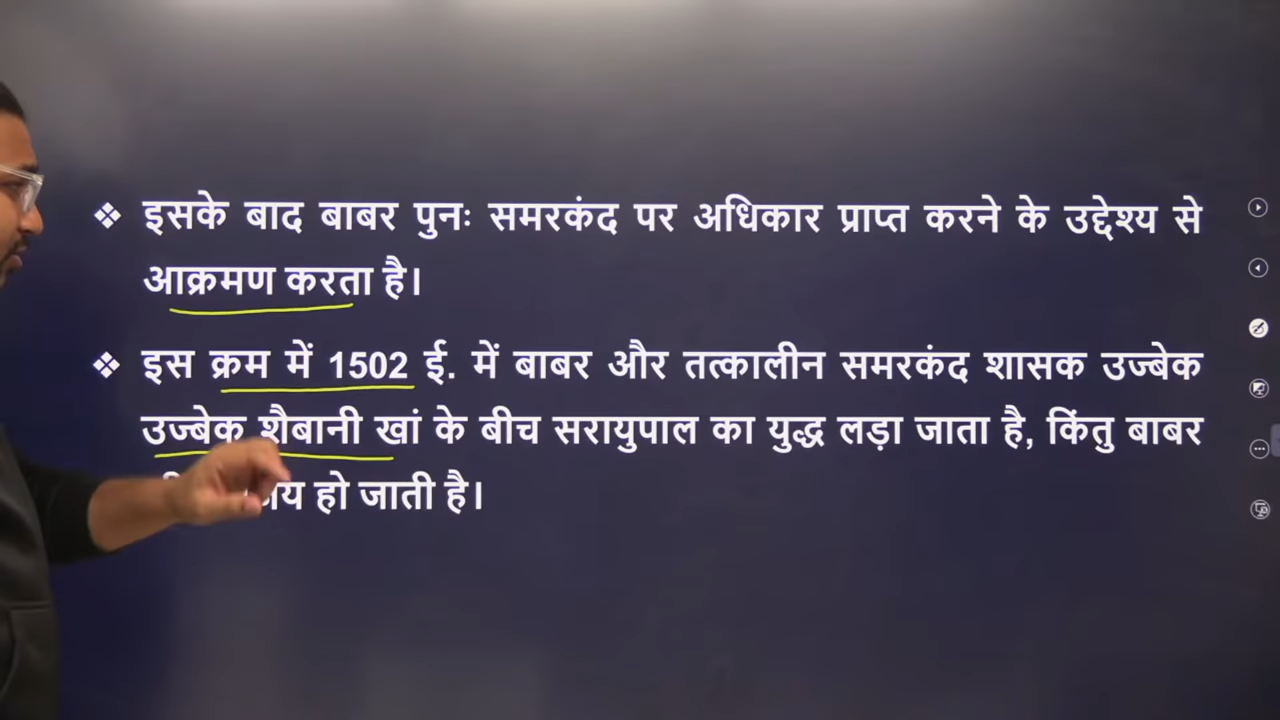 ❖ इसके बाद बाबर पुनः समरकंद पर अधिकार प्राप्त करने के उद्देश्य से
आक्रमण करता है।
❖ इस क्रम में 1502 ई. में बाबर और तत्कालीन समरकंद शासक उज्बेक
उज्बेक शैबानी खां के बीच सरायुपाल का युद्ध लड़ा जाता है, किंतु बाबर
हो जाती है।